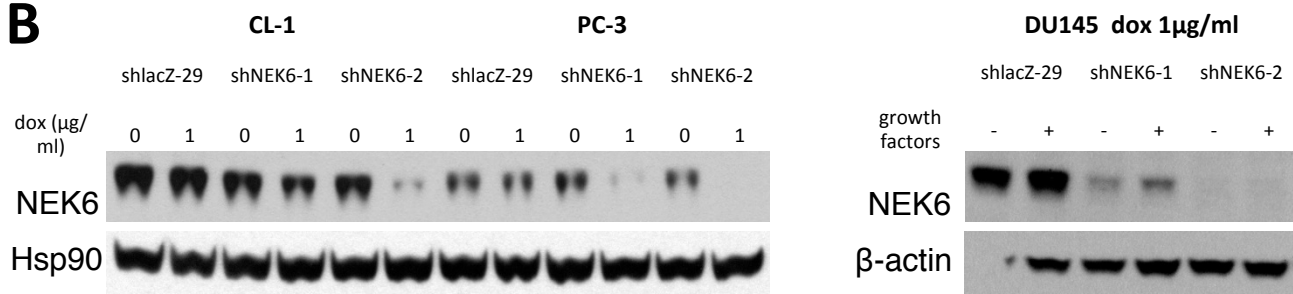 B
CL-1 PC-3 DU145 dox 1µg/ml
shlacZ-29 shNEK6-1 shNEK6-2 shlacZ-29 shNEK6-1 shNEK6-2 shlacZ-29 shNEK6-1 shNEK6-2
dox (µg/
ml)
0 1 0 1 0 1 0 1 0 1 0 1
growth
factors
- + - + - +
NEK6 NEK6
Hsp90 β-actin